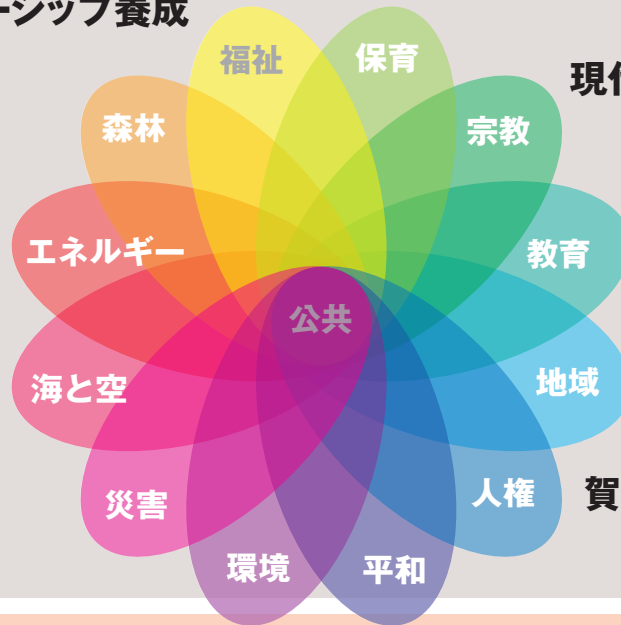 ーシップ養成
福祉
保育
現代
森林
宗教
エネルギー
教育
公共
海と空
地域
災害
人権
賀
環境
平和